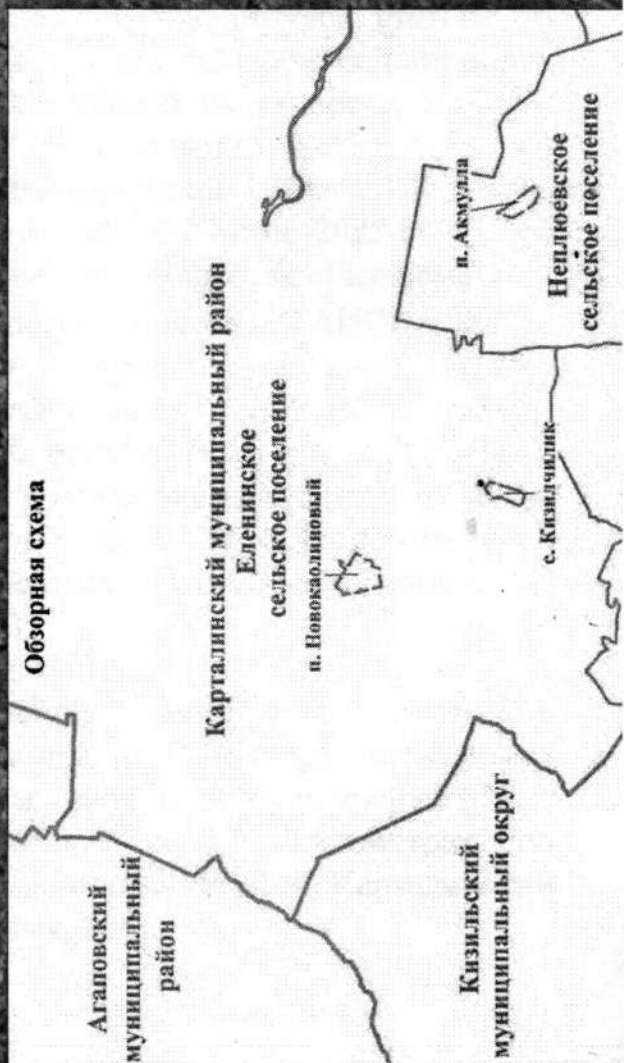 Обзорная схема
Агаповский
муниципальный
район
Карталинский муниципальный район
Еленинское
сельское поселение
п. Новокаолиновый
Кизильский
муниципальный округ
с. Кизилчилик
п. Акмулла
Неплюевское
сельское поселение